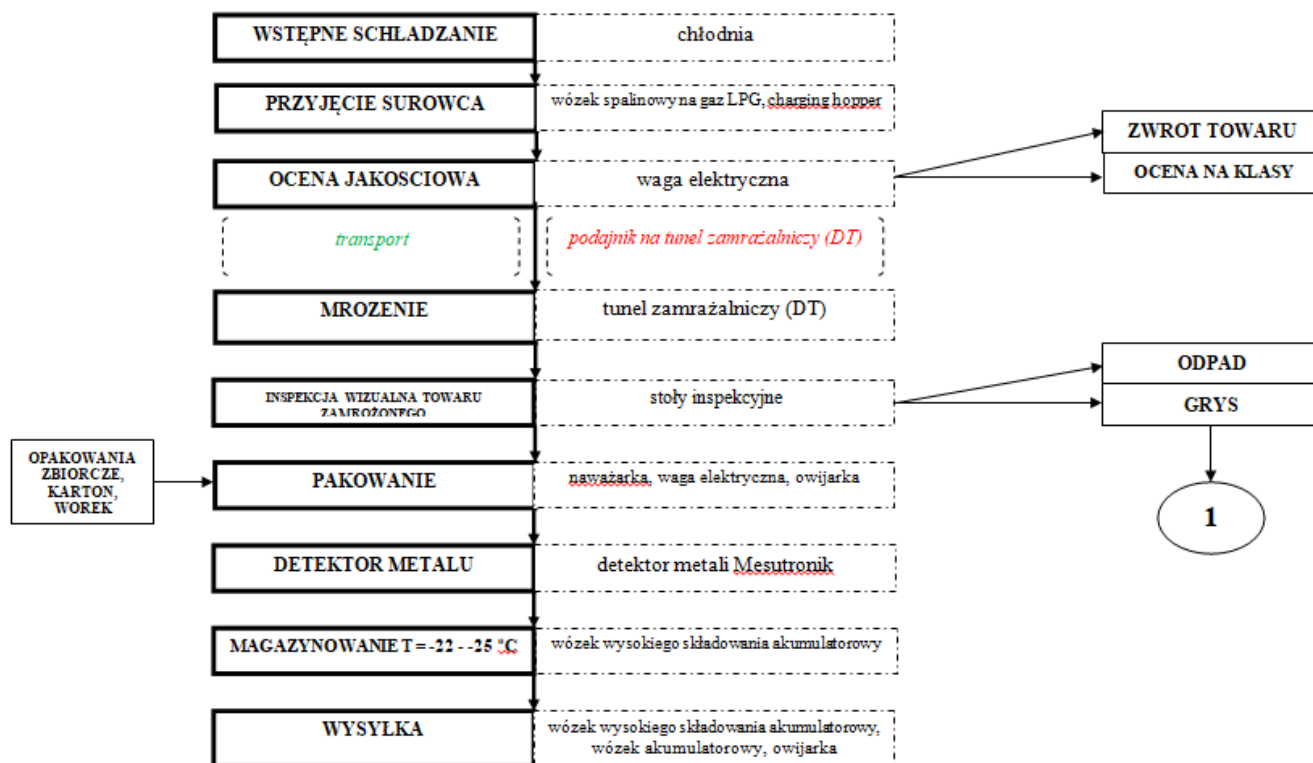 WSTĘPNE SCHŁADZANIE
chłodnia
PRZYJĘCIE SUROWCA
wózek spalinowy na gaz LPG, charging hopper
OCENA JAKOSCIOWA
waga elektryczna
ZWROT TOWARU
OCENA NA KLASY
transport
podajnik na tunel zamrażalniczy (DT)
MROZENIE
tunel zamrażalniczy (DT)
INSPEKCJA WIZUALNA TOWARU
ZAMROŻONEGO
stoły inspekcyjne
ODPAD
GRYS
1
OPAKOWANIA
ZBIORCZE,
KARTON,
WOREK
PAKOWANIE
naważarka, waga elektryczna, owijarka
DETEKTOR METALU
detektor metali Mesutronik
MAGAZYNOWANIE T = -22 - -25 °C
wózek wysokiego składowania akumulatorowy
WYSYŁKA
wózek wysokiego składowania akumulatorowy,
wózek akumulatorowy, owijarka